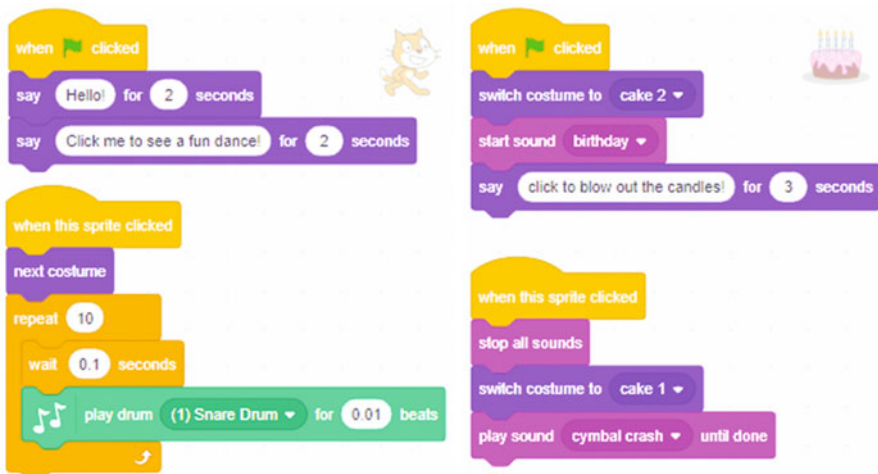 when clicked
say Hello! for 2 seconds
say Click me to see a fun dance! for 2 seconds
when this sprite clicked
next costume
repeat 10
wait 0.1 seconds
play drum (1) Snare Drum for 0.01 beats
when clicked
switch costume to cake 2
start sound birthday
say click to blow out the candles! for 3 seconds
when this sprite clicked
stop all sounds
switch costume to cake 1
play sound cymbal crash until done